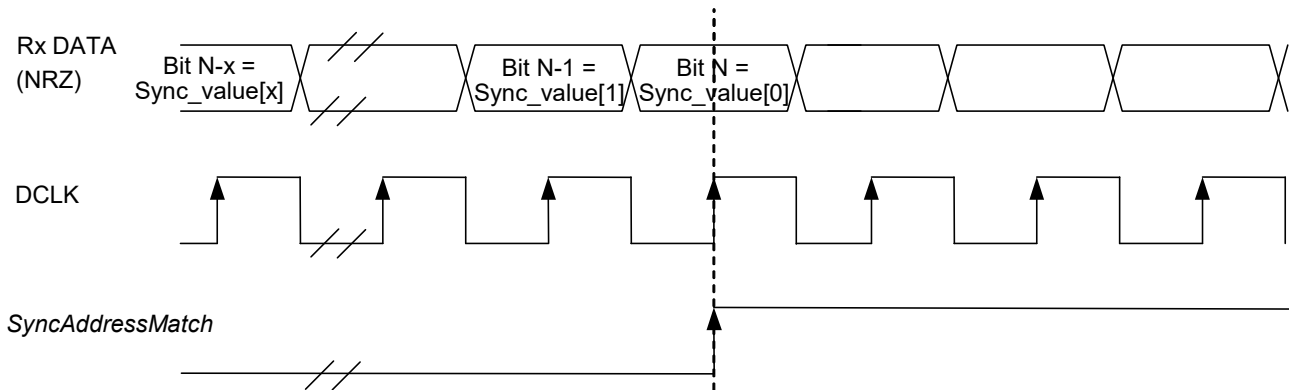 Rx DATA
(NRZ)
Bit N-x =
Sync_value[x]
Bit N-1 =
Sync_value[1]
Bit N =
Sync_value[0]
DCLK
SyncAddressMatch